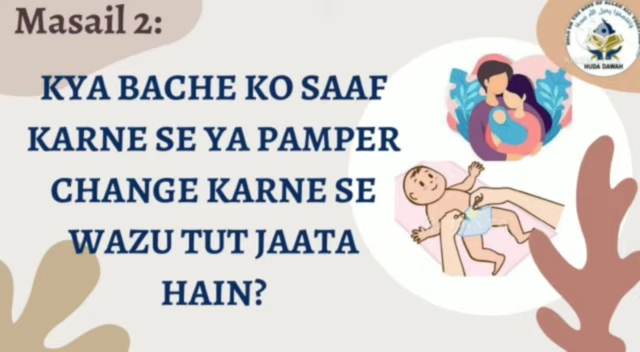 Masail 2:
KYA BACHE KO SAAF
KARNE SE YA PAMPER
CHANGE KARNE SE
WAZU TUT JAATA
HAIN?
HUDA DAWAH